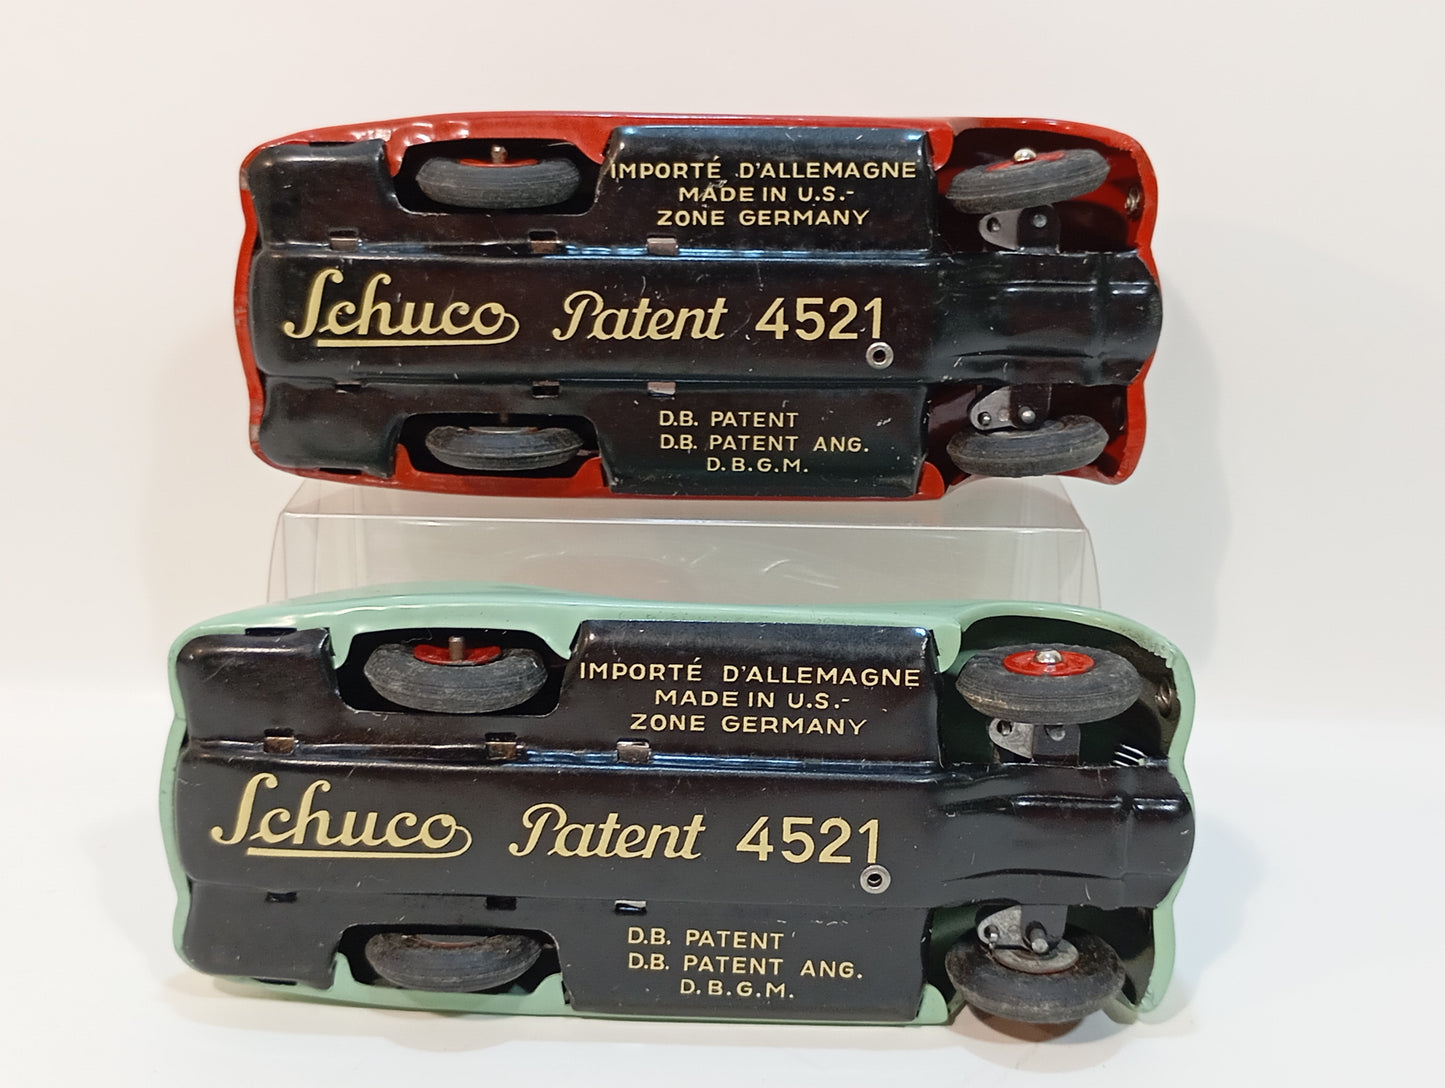 IMPORTÉ D'ALLEMAGNE
MADE IN U.S.-
ZONE GERMANY
Schuco Patent 4521
D.B. PATENT
D.B. PATENT ANG.
D.B.G.M.
IMPORTÉ D'ALLEMAGNE
MADE IN U.S.-
ZONE GERMANY
Schuco Patent 4521
D.B. PATENT
D.B. PATENT ANG.
D.B.G.M.